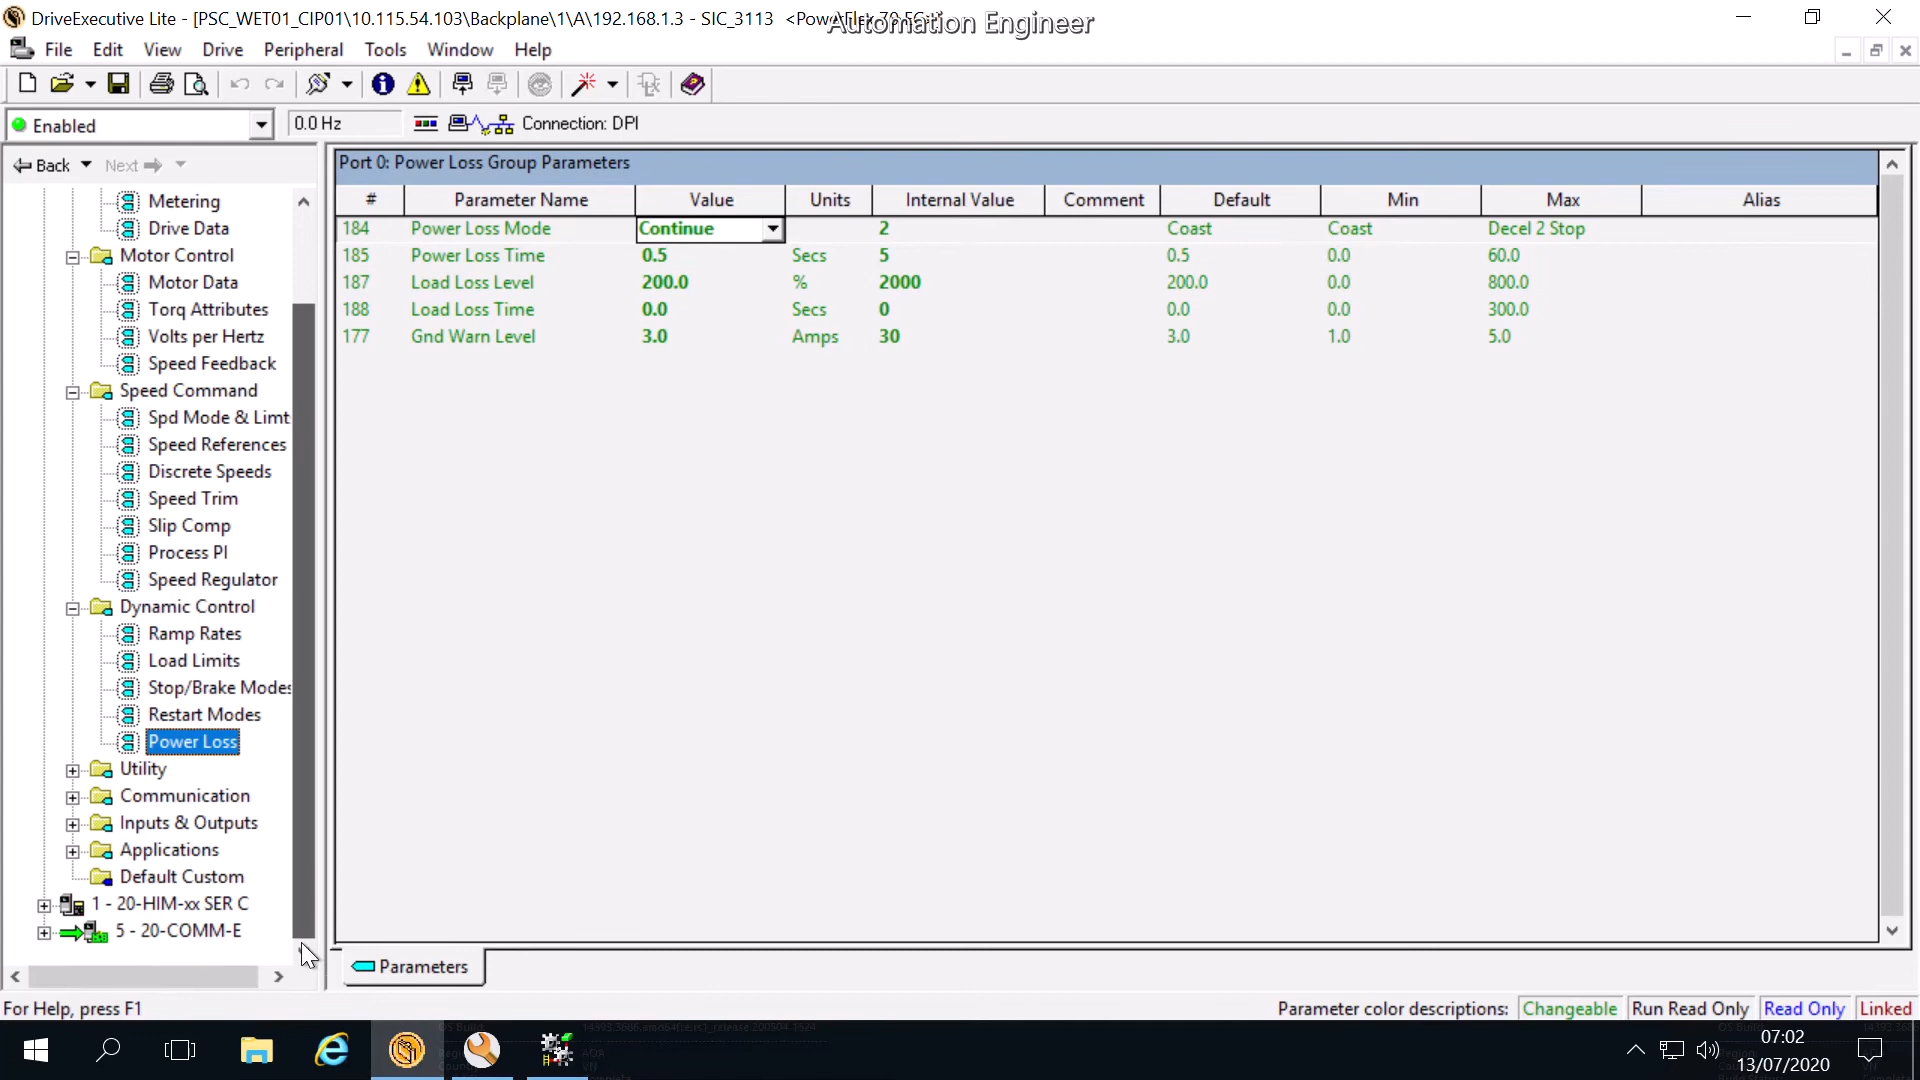 DriveExecutive Lite - [PSC_WET01_CIP01\10.115.54.103\Backplane\1\A\192.168.1.3 - SIC_3113
Automation Engineer
File Edit View Drive Peripheral Tools Window Help
Enabled 0.0 Hz Connection: DPI
Back Next
Metering
Drive Data
Motor Control
Motor Data
Torq Attributes
Volts per Hertz
Speed Feedback
Speed Command
Spd Mode & Limt
Speed References
Discrete Speeds
Speed Trim
Slip Comp
Process PI
Speed Regulator
Dynamic Control
Ramp Rates
Load Limits
Stop/Brake Modes
Restart Modes
Power Loss
Utility
Communication
Inputs & Outputs
Applications
Default Custom
1 - 20-HIM-xx SER C
5 - 20-COMM-E
Port 0: Power Loss Group Parameters
# Parameter Name Value Units Internal Value Comment Default Min Max Alias
184 Power Loss Mode Continue 2 Coast Coast Decel 2 Stop
185 Power Loss Time 0.5 Secs 5 0.5 0.0 60.0
187 Load Loss Level 200.0 % 2000 200.0 0.0 800.0
188 Load Loss Time 0.0 Secs 0 0.0 0.0 300.0
177 Gnd Warn Level 3.0 Amps 30 3.0 1.0 5.0
Parameters
For Help, press F1 Parameter color descriptions: Changeable Run Read Only Read Only Linked
07:02
13/07/2020